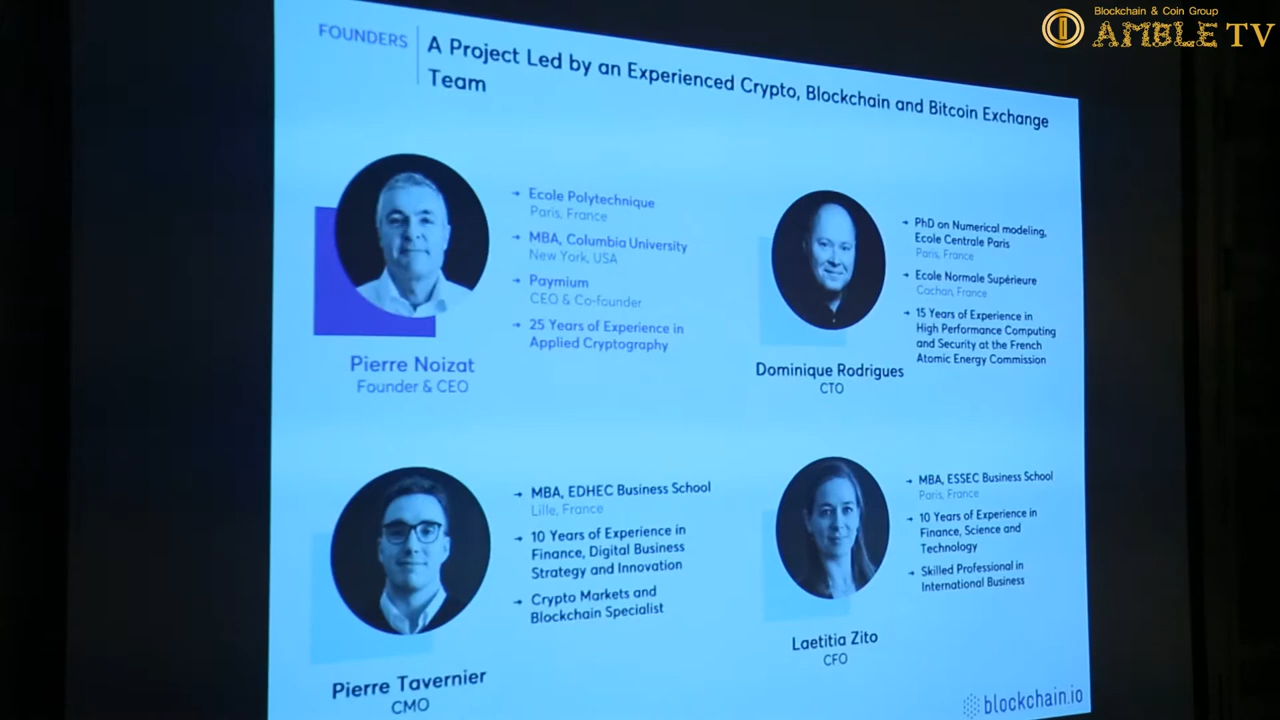 Blockchain & Coin Group
AMBLE TV
FOUNDERS
A Project Led by an Experienced Crypto, Blockchain and Bitcoin Exchange
Team
→ Ecole Polytechnique
Paris, France
→ MBA, Columbia University
New York, USA
→ Paymium
CEO & Co-founder
→ 25 Years of Experience in
Applied Cryptography
Pierre Noizat
Founder & CEO
→ PhD on Numerical modeling,
Ecole Centrale Paris
Paris, France
→ Ecole Normale Supérieure
Cachan, France
→ 15 Years of Experience in
High Performance Computing
and Security at the French
Atomic Energy Commission
Dominique Rodrigues
CTO
→ MBA, EDHEC Business School
Lille, France
→ 10 Years of Experience in
Finance, Digital Business
Strategy and Innovation
→ Crypto Markets and
Blockchain Specialist
Pierre Tavernier
CMO
→ MBA, ESSEC Business School
Paris, France
→ 10 Years of Experience in
Finance, Science and
Technology
→ Skilled Professional in
International Business
Laetitia Zito
CFO
blockchain.io